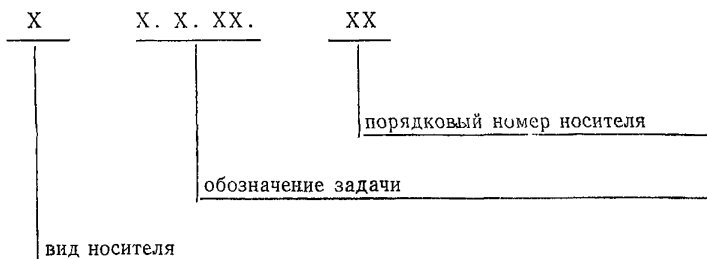 X X. X. XX. XX
порядковый номер носителя
обозначение задачи
вид носителя